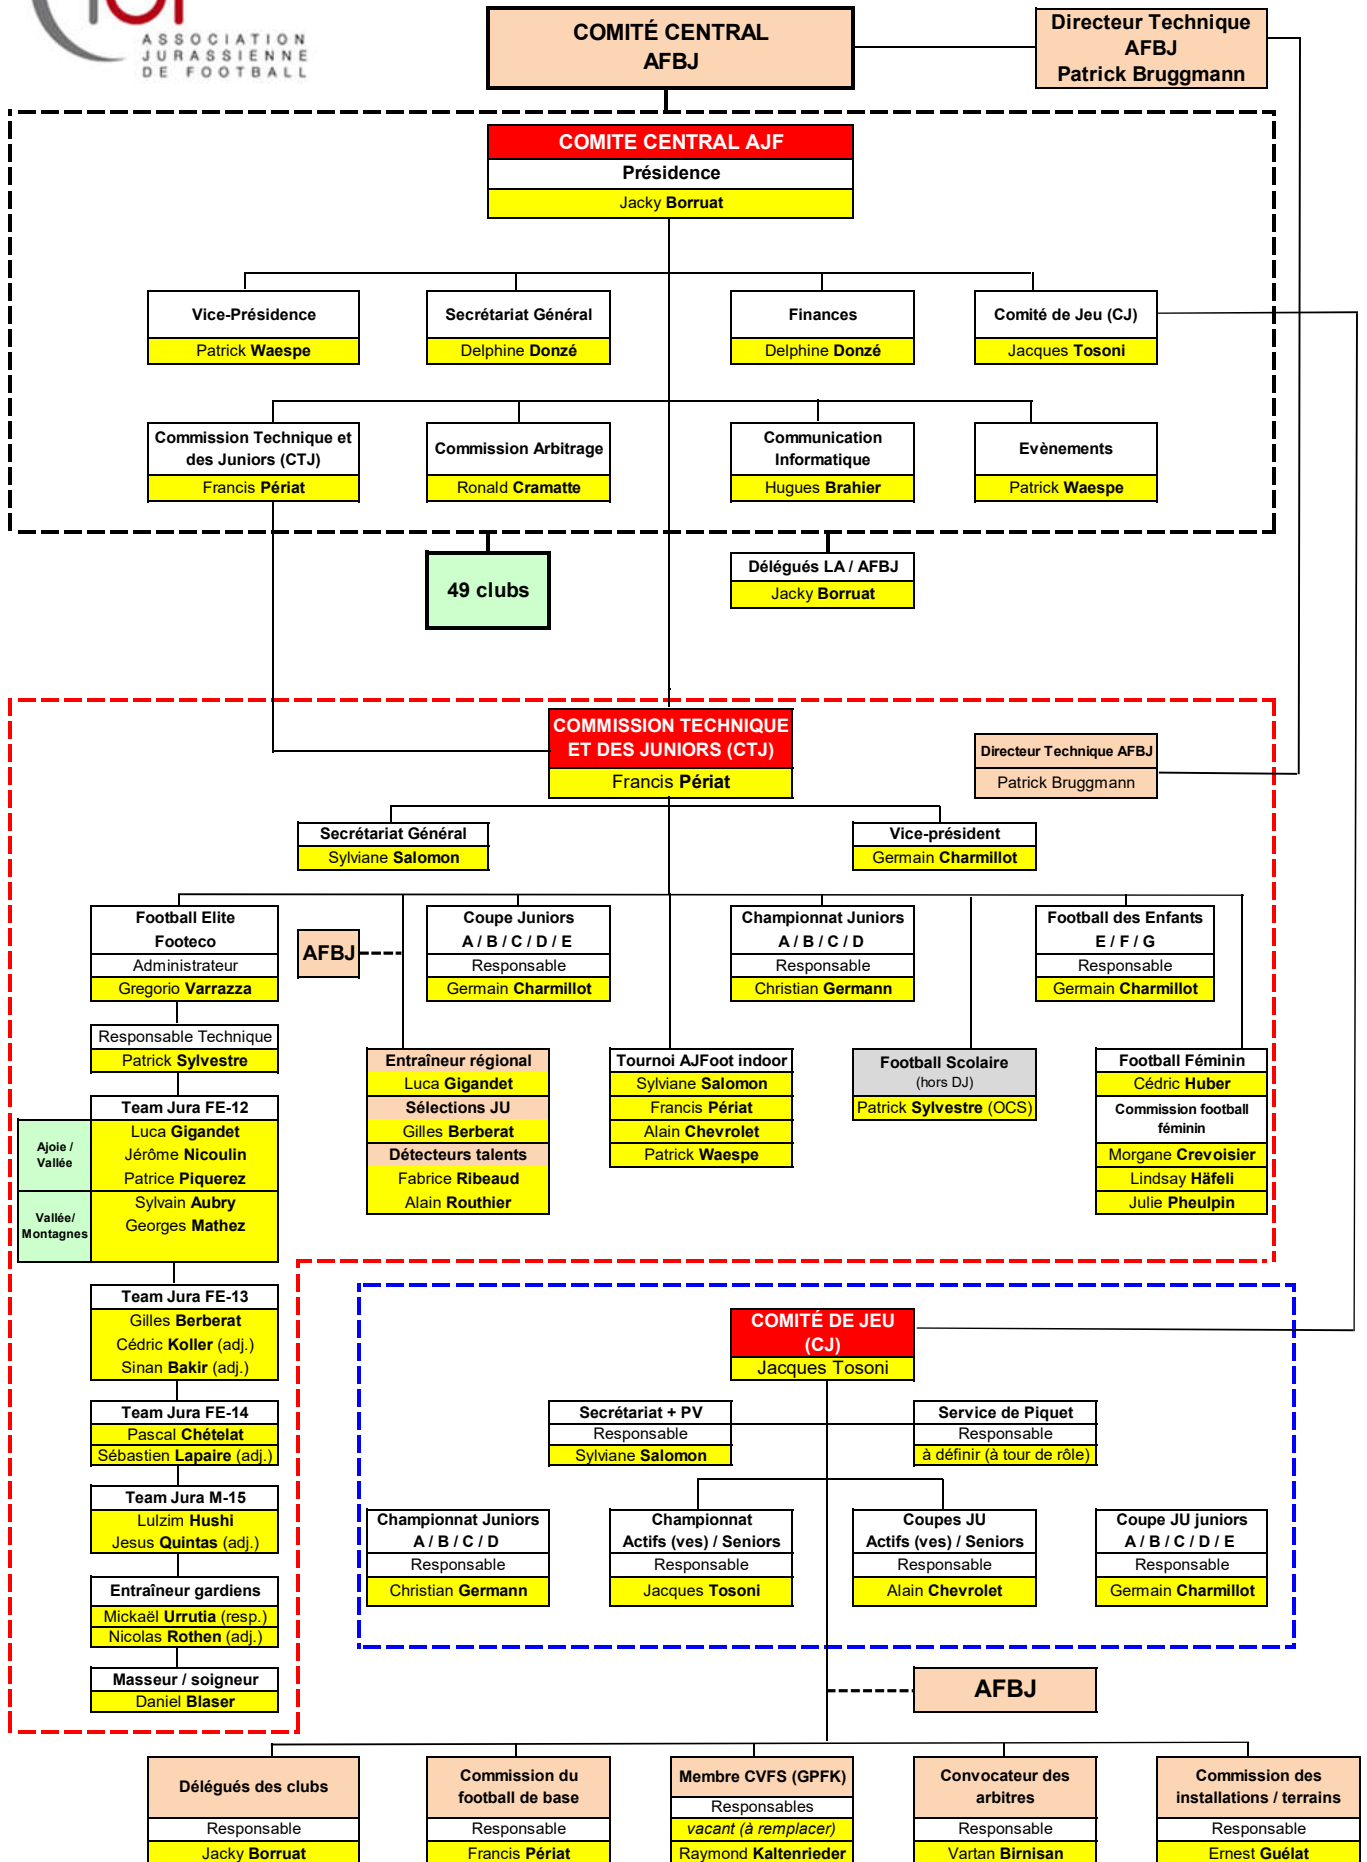 ASSOCIATION
JURASSIENNE
DE FOOTBALL
COMITÉ CENTRAL
AFBJ
Directeur Technique
AFBJ
Patrick Bruggmann
COMITE CENTRAL AJF
Présidence
Jacky Borruat
Vice-Présidence
Patrick Waespe
Secrétariat Général
Delphine Donzé
Finances
Delphine Donzé
Comité de Jeu (CJ)
Jacques Tosoni
Commission Technique et
des Juniors (CTJ)
Francis Périat
Commission Arbitrage
Ronald Cramatte
Communication
Informatique
Hugues Brahier
Evènements
Patrick Waespe
49 clubs
Délégués LA / AFBJ
Jacky Borruat
COMMISSION TECHNIQUE
ET DES JUNIORS (CTJ)
Francis Périat
Directeur Technique AFBJ
Patrick Bruggmann
Secrétariat Général
Sylviane Salomon
Vice-président
Germain Charmillot
Football Elite
Footeco
Administrateur
Gregorio Varrazza
AFBJ
Coupe Juniors
A / B / C / D / E
Responsable
Germain Charmillot
Championnat Juniors
A / B / C / D
Responsable
Christian Germann
Football des Enfants
E / F / G
Responsable
Germain Charmillot
Responsable Technique
Patrick Sylvestre
Entraîneur régional
Luca Gigandet
Sélections JU
Gilles Berberat
Détecteurs talents
Fabrice Ribeaud
Alain Routhier
Tournoi AJFoot indoor
Sylviane Salomon
Francis Périat
Alain Chevrolet
Patrick Waespe
Football Scolaire
(hors DJ)
Patrick Sylvestre (OCS)
Football Féminin
Cédric Huber
Commission football
féminin
Morgane Crevoisier
Lindsay Häfeli
Julie Pheulpin
Team Jura FE-12
Ajoie /
Vallée
Luca Gigandet
Jérôme Nicoulin
Patrice Piquerez
Vallée/
Montagnes
Sylvain Aubry
Georges Mathez
Team Jura FE-13
Gilles Berberat
Cédric Koller (adj.)
Sinan Bakir (adj.)
Team Jura FE-14
Pascal Chételat
Sébastien Lapaire (adj.)
Team Jura M-15
Lulzim Hushi
Jesus Quintas (adj.)
Entraîneur gardiens
Mickaël Urrutia (resp.)
Nicolas Rothen (adj.)
Masseur / soigneur
Daniel Blaser
COMITÉ DE JEU
(CJ)
Jacques Tosoni
Secrétariat + PV
Responsable
Sylviane Salomon
Service de Piquet
Responsable
à définir (à tour de rôle)
Championnat Juniors
A / B / C / D
Responsable
Christian Germann
Championnat
Actifs (ves) / Seniors
Responsable
Jacques Tosoni
Coupes JU
Actifs (ves) / Seniors
Responsable
Alain Chevrolet
Coupe JU juniors
A / B / C / D / E
Responsable
Germain Charmillot
AFBJ
Délégués des clubs
Responsable
Jacky Borruat
Commission du
football de base
Responsable
Francis Périat
Membre CVFS (GPFK)
Responsables
vacant (à remplacer)
Raymond Kaltenrieder
Convocateur des
arbitres
Responsable
Vartan Birnisan
Commission des
installations / terrains
Responsable
Ernest Guélat